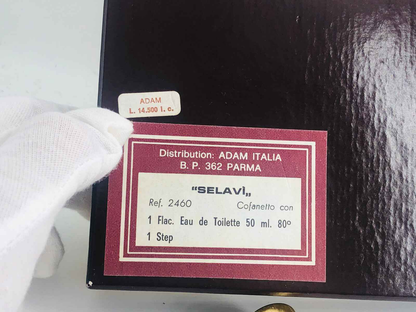 ADAM
L. 14.500 i. c.
Distribution: ADAM ITALIA
B. P. 362 PARMA
"SELAVÌ„
Ref. 2460 Cofanetto con
1 Flac. Eau de Toilette 50 ml. 80°
1 Step